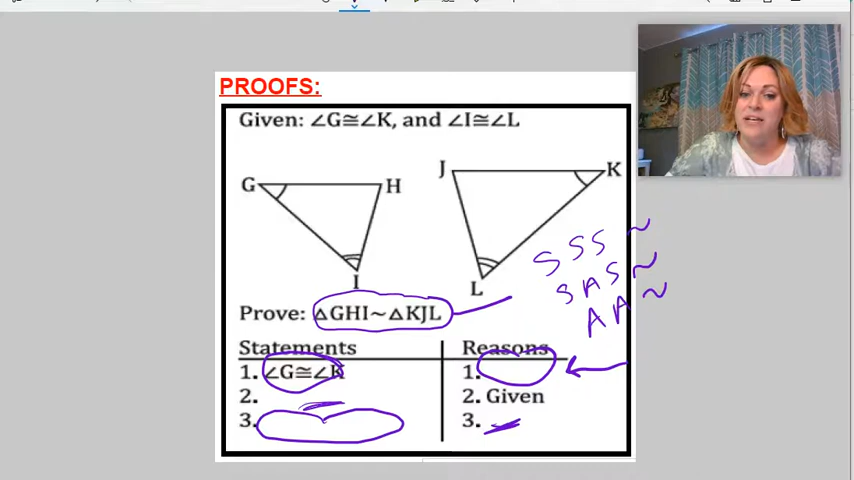 PROOFS:
Given: ∠G≅∠K, and ∠I≅∠L
J
K
G
H
I
L
SSS ~
SAS ~
AA ~
Prove: △GHI~△KJL
Statements
Reasons
1. ∠G≅∠K
1.
2.
2. Given
3.
3.